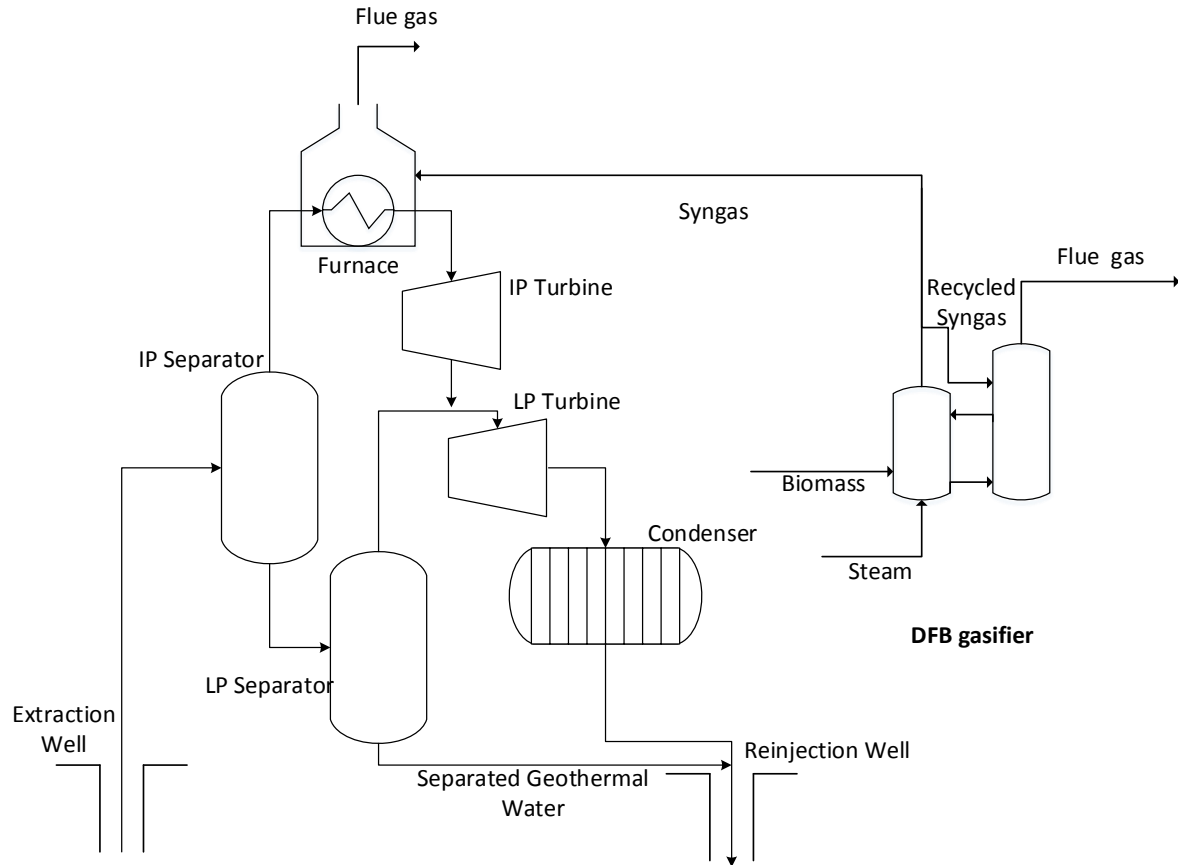 Flue gas
Syngas
Furnace
Flue gas
Recycled
Syngas
IP Turbine
IP Separator
LP Turbine
Biomass
Condenser
Steam
DFB gasifier
LP Separator
Extraction
Well
Reinjection Well
Separated Geothermal
Water